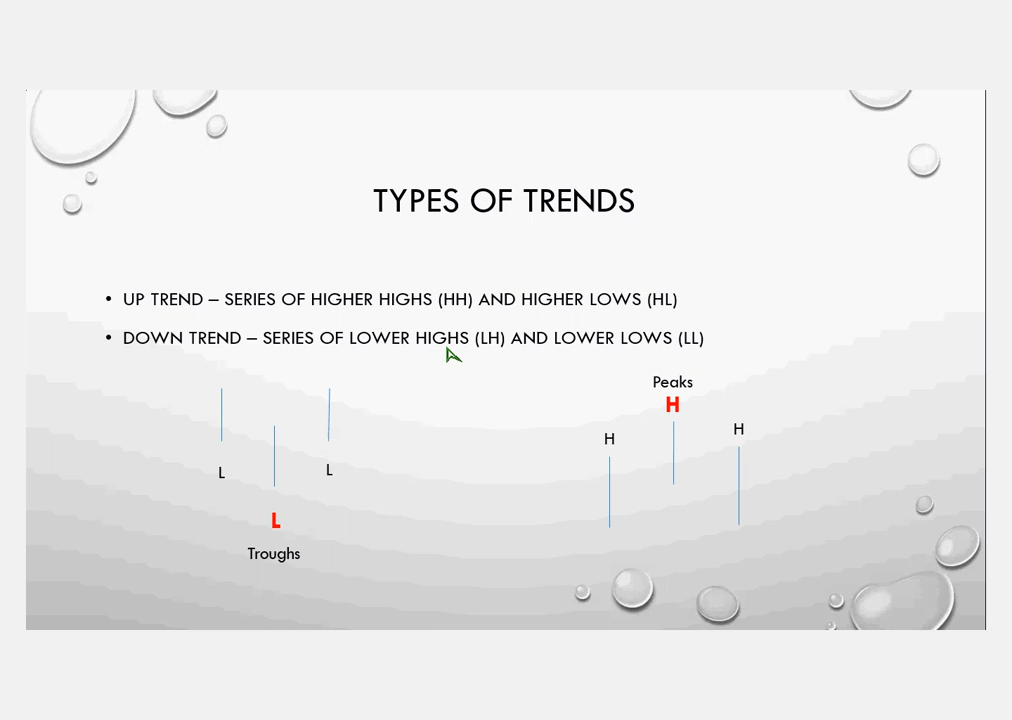 TYPES OF TRENDS
• UP TREND – SERIES OF HIGHER HIGHS (HH) AND HIGHER LOWS (HL)
• DOWN TREND – SERIES OF LOWER HIGHS (LH) AND LOWER LOWS (LL)
Peaks
H
H
H
L
L
L
Troughs